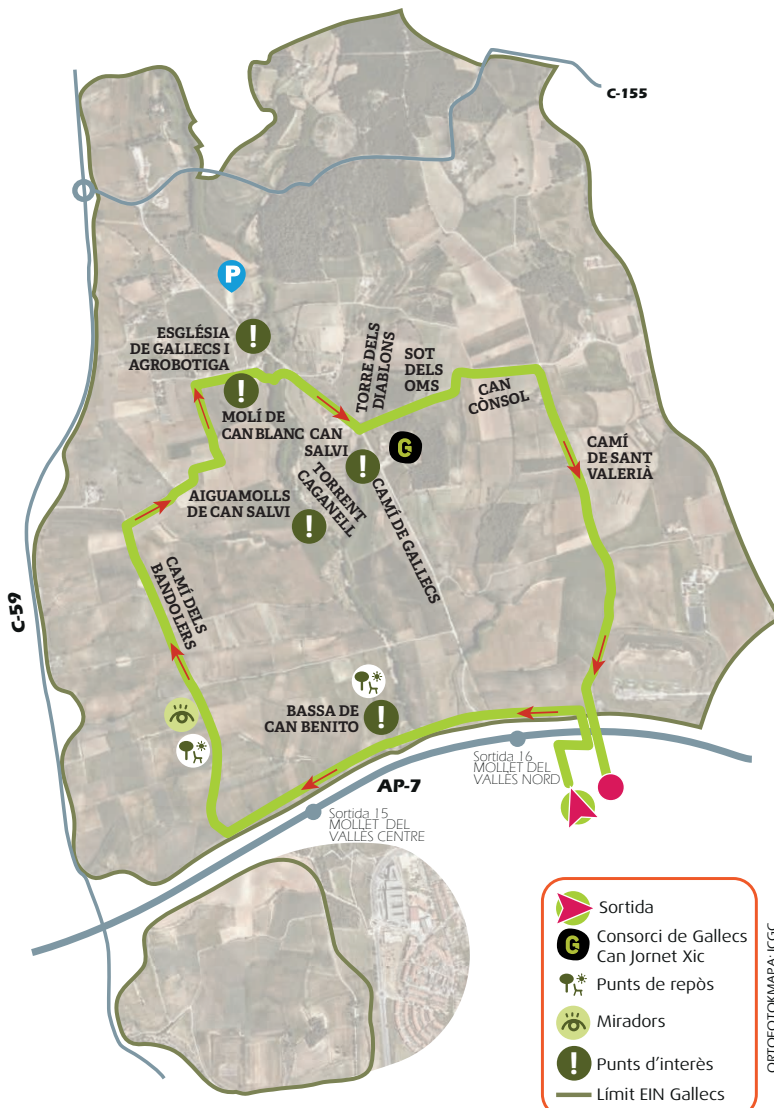 C-155
P
ESGLÉSIA
DE GALLECS I
AGROBOTIGA
TORRE DELS
DIABLONS
SOT
DELS
OMS
CAN
CÒNSOL
MOLÍ DE
CAN BLANC
CAN
SALVI
G
CAMÍ
DE SANT
VALERIÀ
AIGUAMOLLS
DE CAN SALVI
TORRENT
CAGANELL
CAMÍ DE GALLECS
CAMÍ DELS
BANDOLERS
C-59
BASSA DE
CAN BENITO
Sortida 16
MOLLET DEL
VALLÈS NORD
AP-7
Sortida 15
MOLLET DEL
VALLÈS CENTRE
Sortida
G
Consorci de Gallecs
Can Jornet Xic
Punts de repòs
Miradors
Punts d'interès
Límit EIN Gallecs
ORTOFOTOKMAPA: ICGC